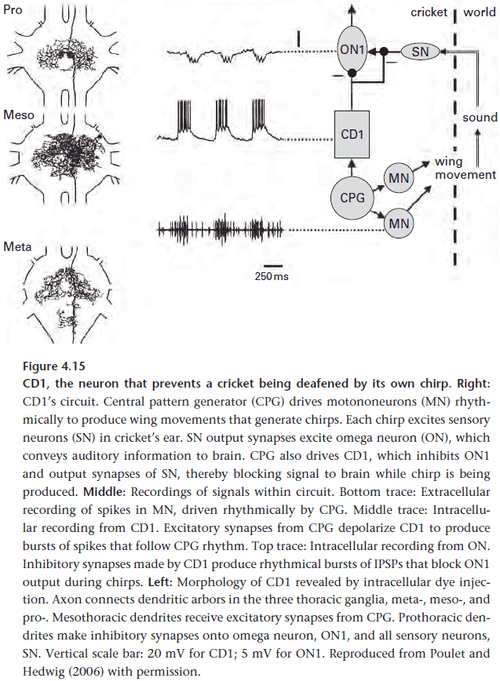 Pro
cricket
world
ON1
SN
–
–
Meso
sound
CD1
wing
movement
MN
CPG
MN
Meta
250 ms
Figure 4.15
CD1, the neuron that prevents a cricket being deafened by its own chirp. Right:
CD1's circuit. Central pattern generator (CPG) drives motononeurons (MN) rhyth-
mically to produce wing movements that generate chirps. Each chirp excites sensory
neurons (SN) in cricket's ear. SN output synapses excite omega neuron (ON), which
conveys auditory information to brain. CPG also drives CD1, which inhibits ON1
and output synapses of SN, thereby blocking signal to brain while chirp is being
produced. Middle: Recordings of signals within circuit. Bottom trace: Extracellular
recording of spikes in MN, driven rhythmically by CPG. Middle trace: Intracellu-
lar recording from CD1. Excitatory synapses from CPG depolarize CD1 to produce
bursts of spikes that follow CPG rhythm. Top trace: Intracellular recording from ON.
Inhibitory synapses made by CD1 produce rhythmical bursts of IPSPs that block ON1
output during chirps. Left: Morphology of CD1 revealed by intracellular dye injec-
tion. Axon connects dendritic arbors in the three thoracic ganglia, meta-, meso-, and
pro-. Mesothoracic dendrites receive excitatory synapses from CPG. Prothoracic den-
drites make inhibitory synapses onto omega neuron, ON1, and all sensory neurons,
SN. Vertical scale bar: 20 mV for CD1; 5 mV for ON1. Reproduced from Poulet and
Hedwig (2006) with permission.